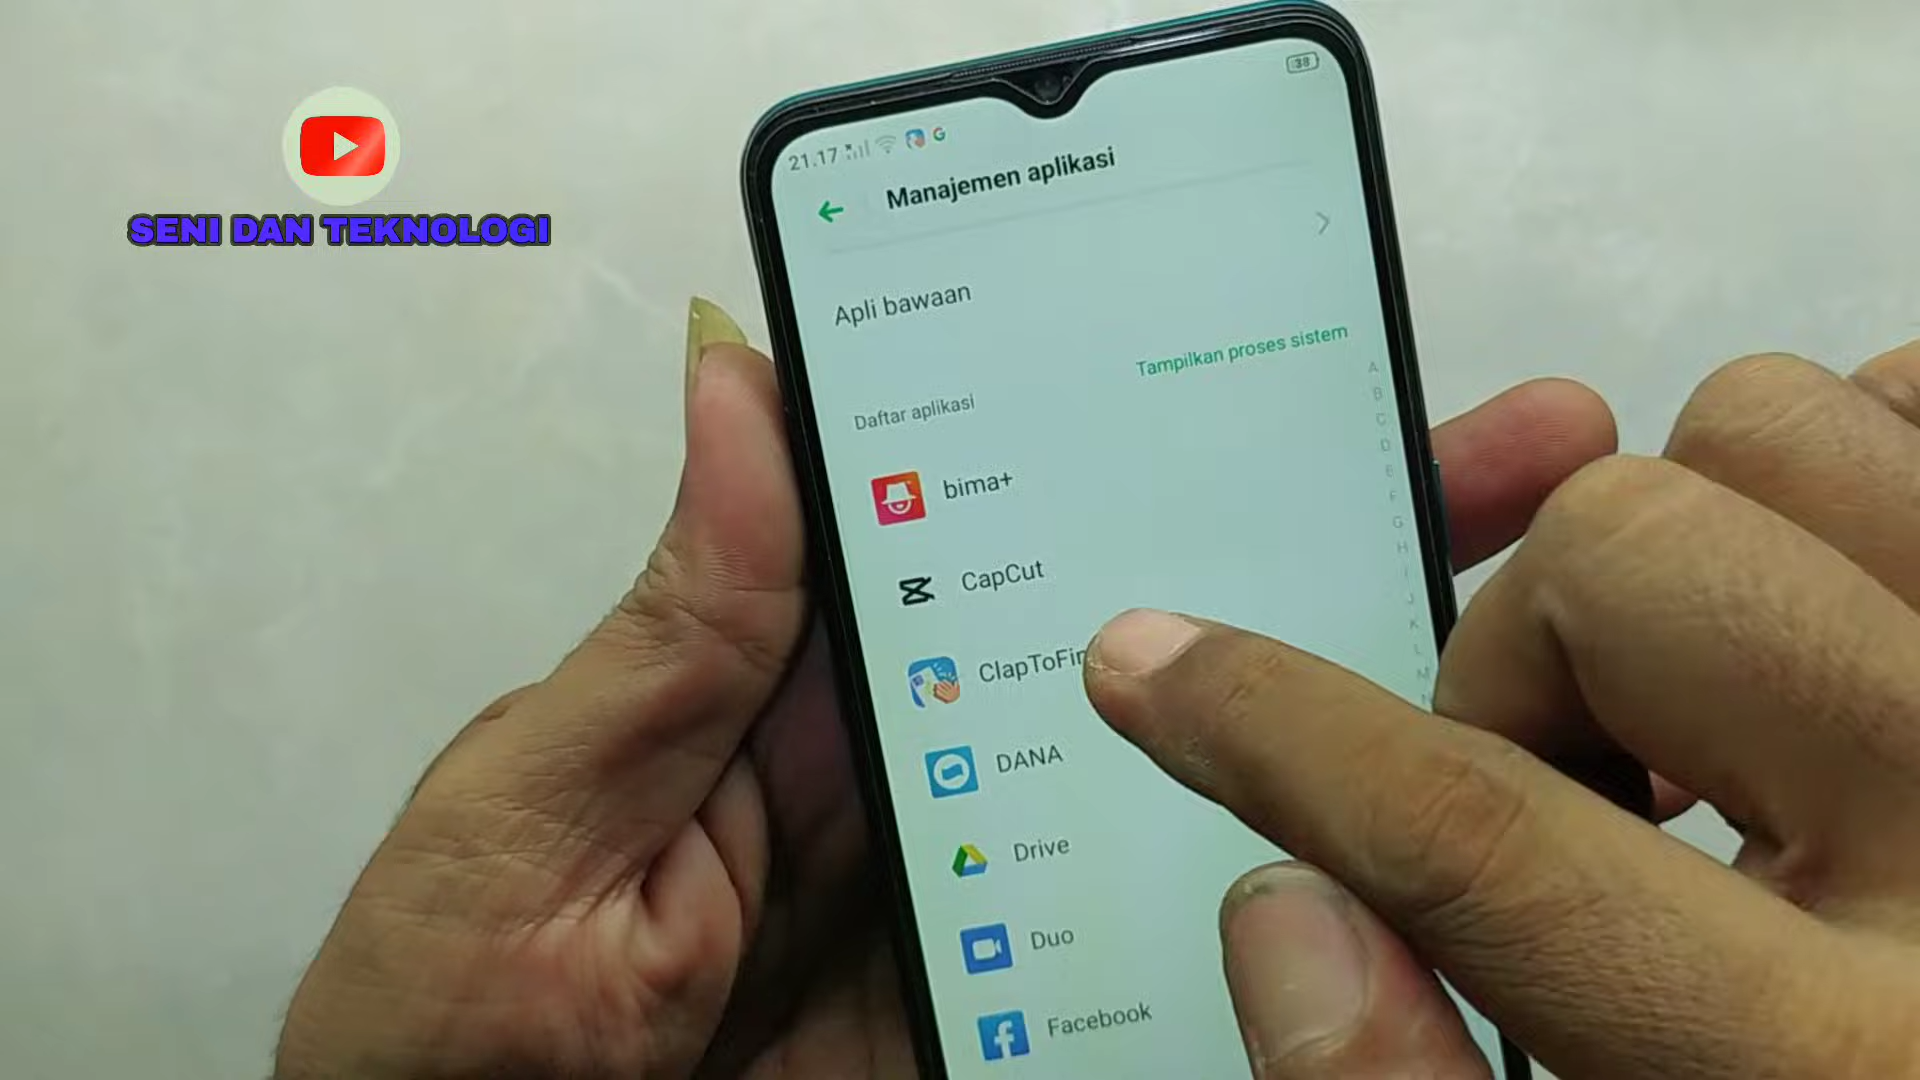 SENI DAN TEKNOLOGI
21.17
38
Manajemen aplikasi
Apli bawaan
Tampilkan proses sistem
Daftar aplikasi
bima+
CapCut
ClapToFin
DANA
Drive
Duo
Facebook
A
B
C
D
E
F
G
H
I
J
K
L
M